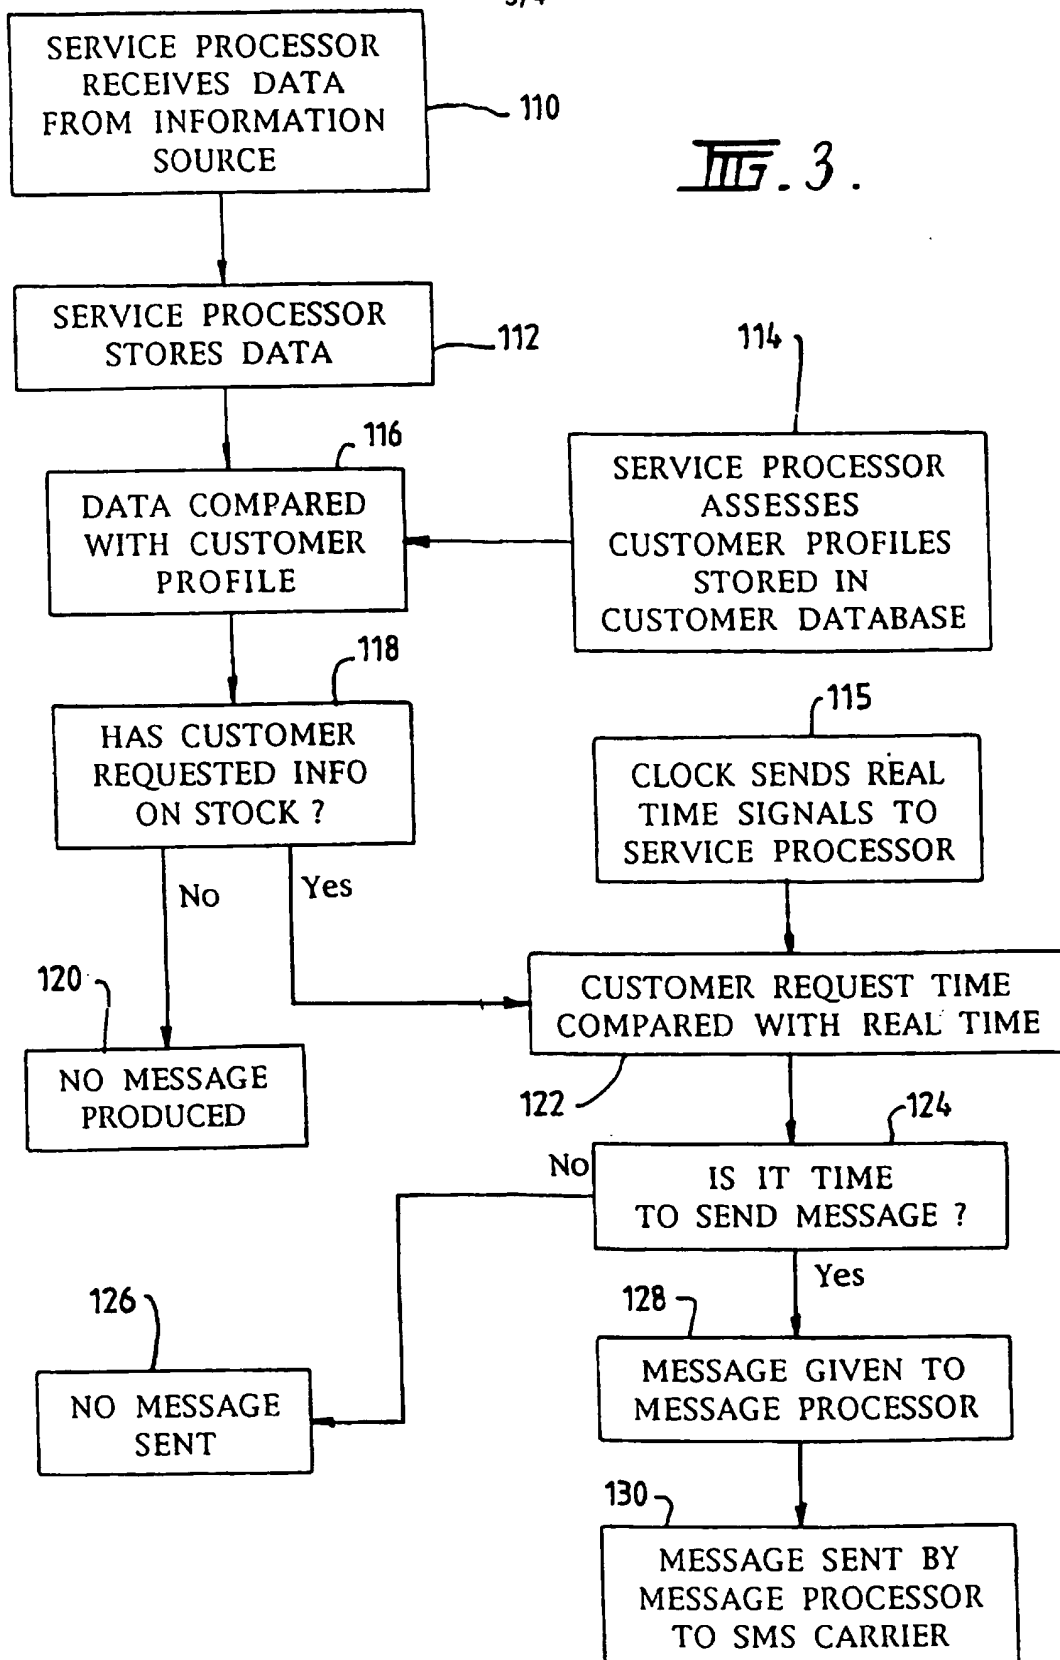 3/4
SERVICE PROCESSOR
RECEIVES DATA
FROM INFORMATION
SOURCE
110
FIG. 3.
SERVICE PROCESSOR
STORES DATA
112
114
116
DATA COMPARED
WITH CUSTOMER
PROFILE
SERVICE PROCESSOR
ASSESSES
CUSTOMER PROFILES
STORED IN
CUSTOMER DATABASE
118
HAS CUSTOMER
REQUESTED INFO
ON STOCK ?
115
CLOCK SENDS REAL
TIME SIGNALS TO
SERVICE PROCESSOR
No
Yes
120
NO MESSAGE
PRODUCED
CUSTOMER REQUEST TIME
COMPARED WITH REAL TIME
122
124
No
IS IT TIME
TO SEND MESSAGE ?
Yes
126
NO MESSAGE
SENT
128
MESSAGE GIVEN TO
MESSAGE PROCESSOR
130
MESSAGE SENT BY
MESSAGE PROCESSOR
TO SMS CARRIER